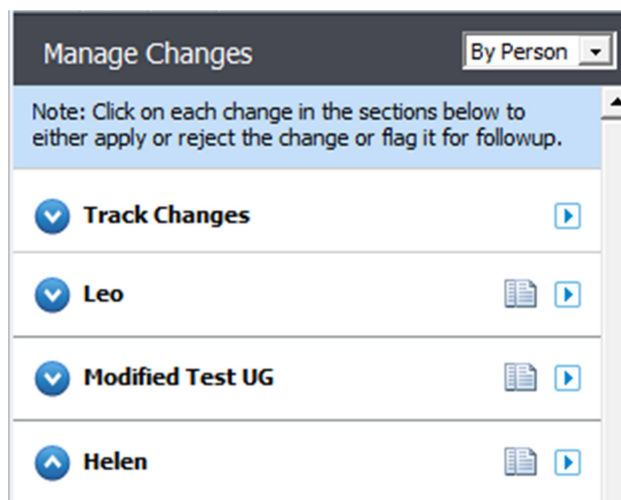 Manage Changes
By Person
Note: Click on each change in the sections below to
either apply or reject the change or flag it for followup.
Track Changes
Leo
Modified Test UG
Helen